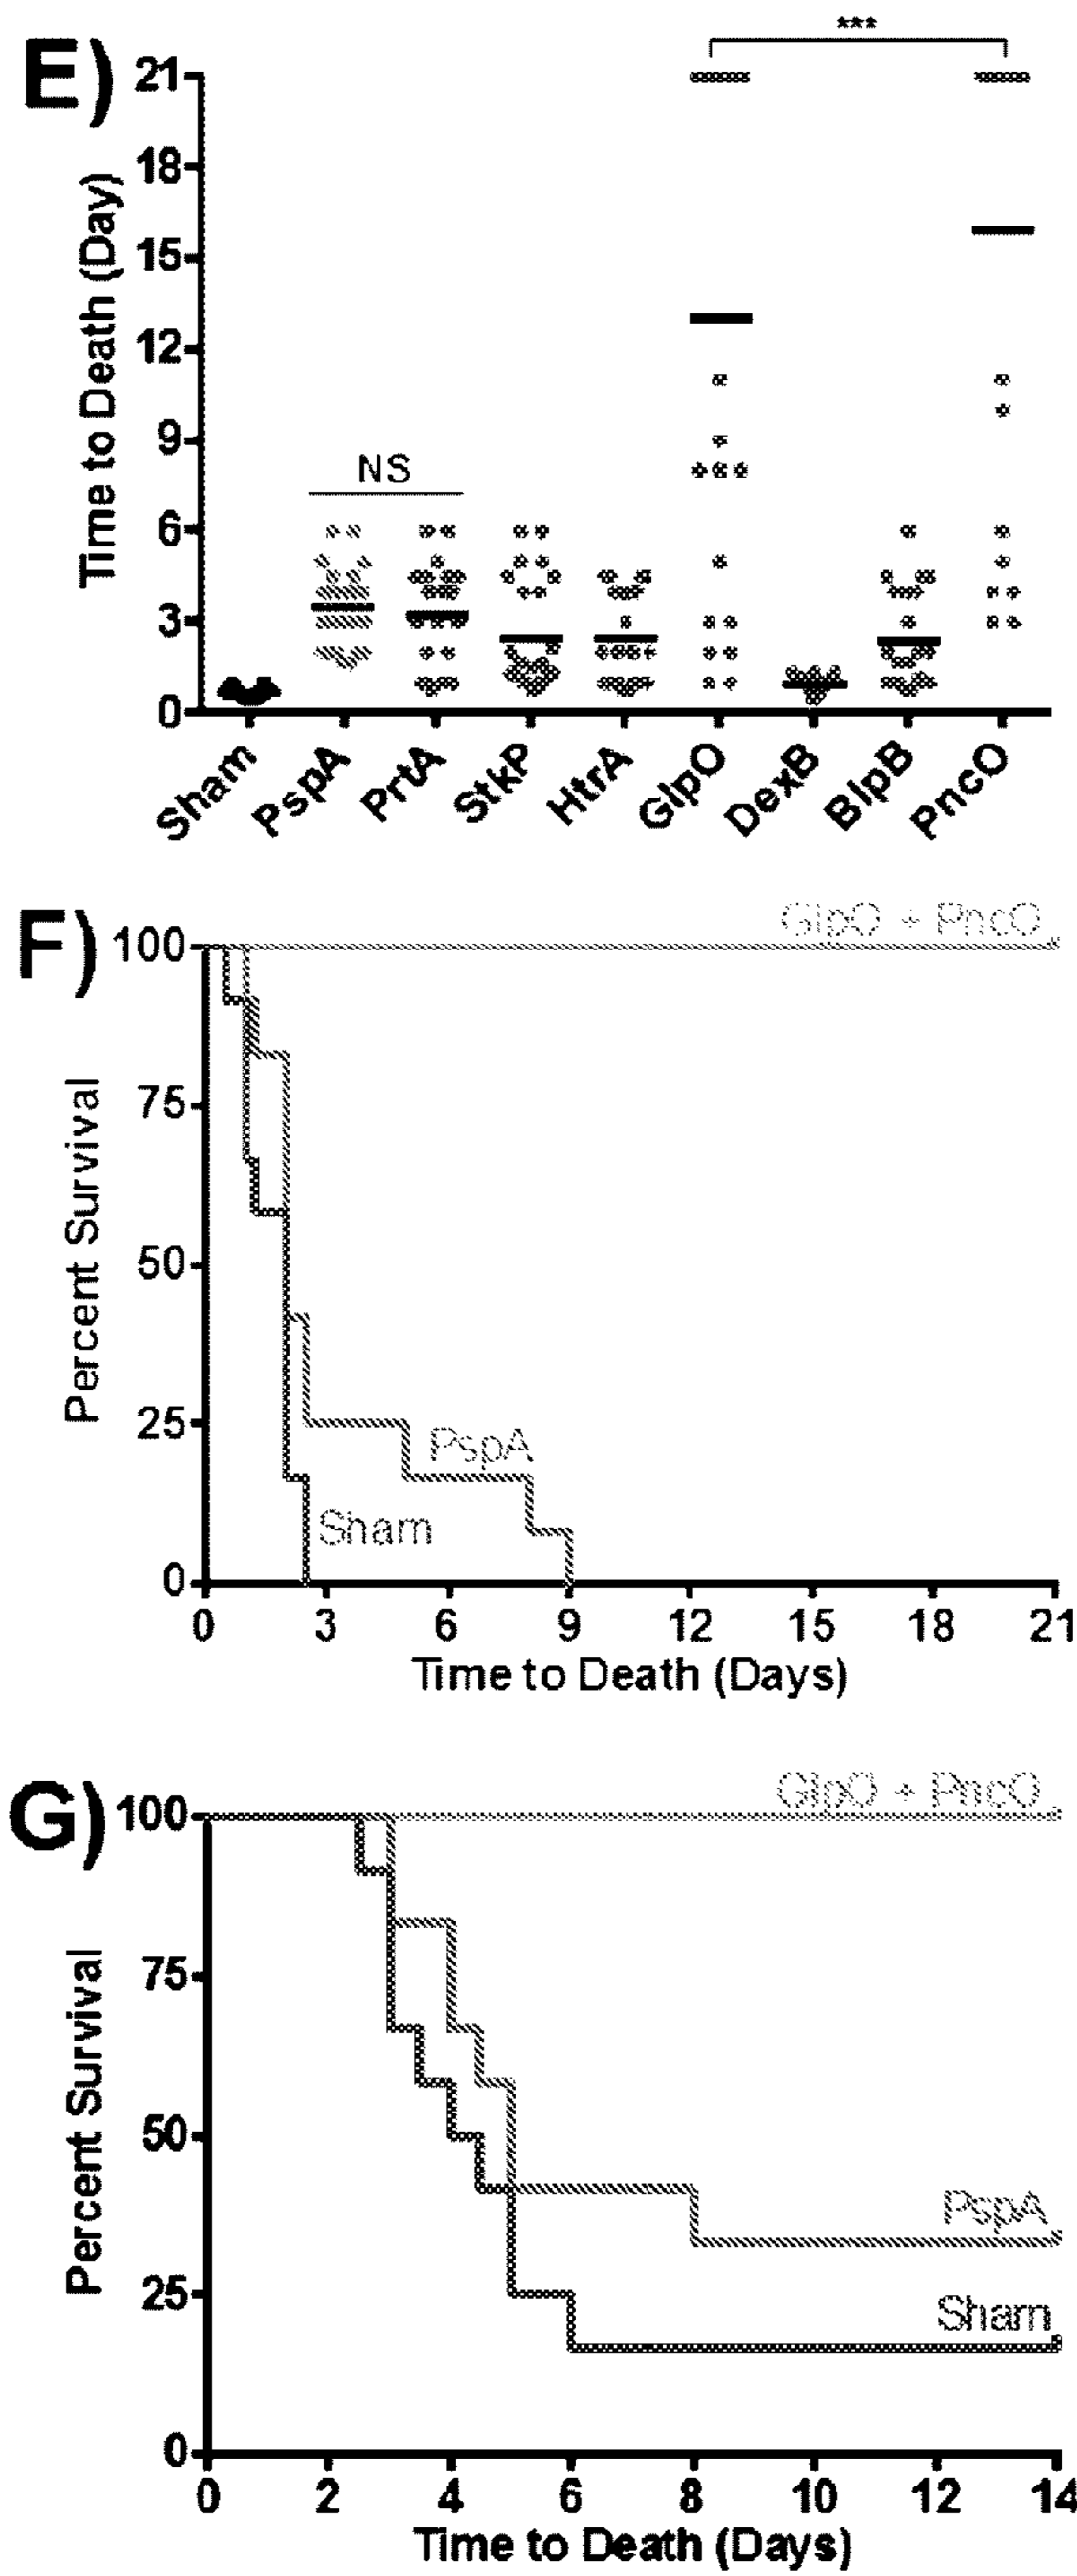 E)
***
Time to Death (Day)
21
18
15
12
9
6
3
0
NS
Sham
PspA
PrtA
StkP
HtrA
GlpO
DexB
BlpB
PncO
F)
GlpO + PncO
Percent Survival
100
75
50
25
0
PspA
Sham
0 3 6 9 12 15 18 21
Time to Death (Days)
G)
GlpO + PncO
Percent Survival
100
75
50
25
0
PspA
Sham
0 2 4 6 8 10 12 14
Time to Death (Days)